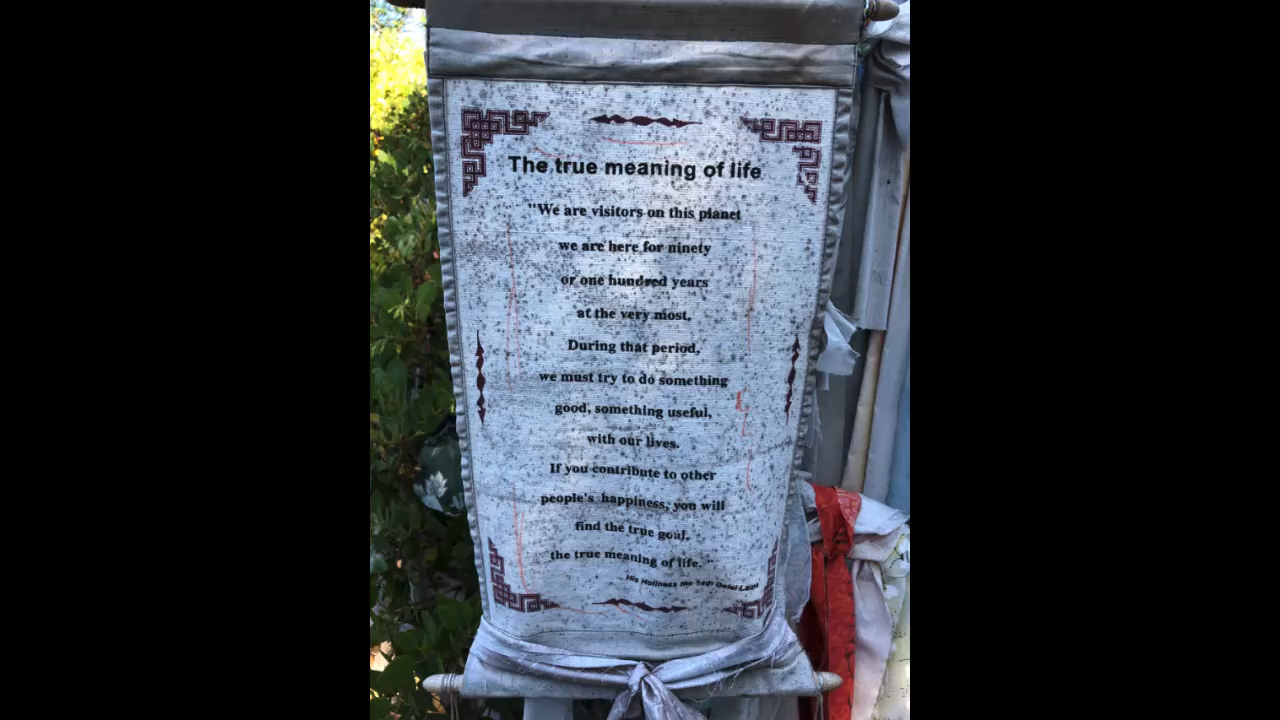 The true meaning of life
"We are visitors on this planet
we are here for ninety
or one hundred years
at the very most.
During that period,
we must try to do something
good, something useful,
with our lives.
If you contribute to other
people's happiness, you will
find the true goal,
the true meaning of life."
His Holiness the 14th Dalai Lama